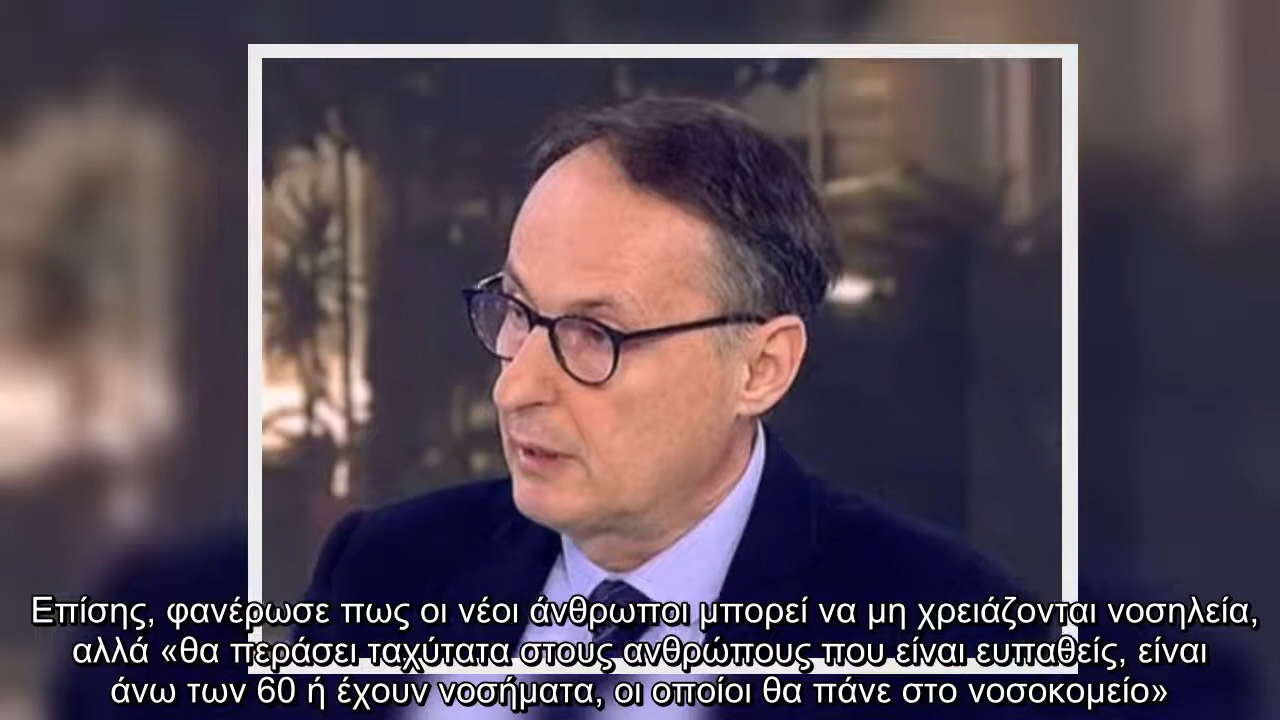 Επίσης, φανέρωσε πως οι νέοι άνθρωποι μπορεί να μη χρειάζονται νοσηλεία,
αλλά «θα περάσει ταχύτατα στους ανθρώπους που είναι ευπαθείς, είναι
άνω των 60 ή έχουν νοσήματα, οι οποίοι θα πάνε στο νοσοκομείο»